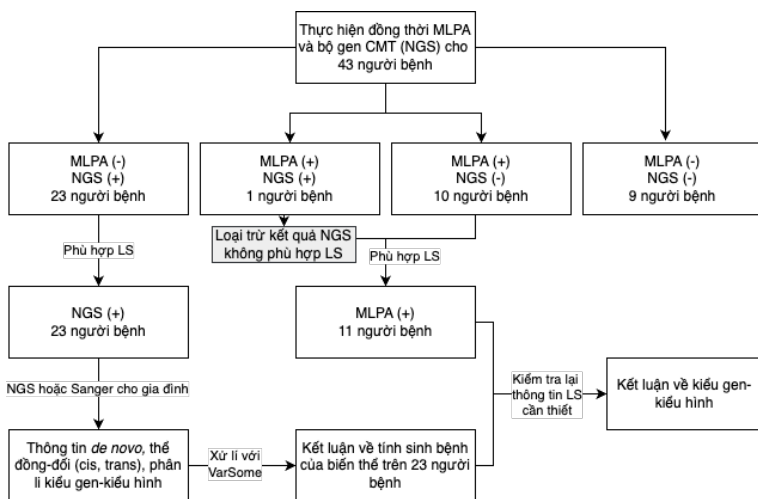 Thực hiện đồng thời MLPA
và bộ gen CMT (NGS) cho
43 người bệnh
MLPA (-)
NGS (+)
23 người bệnh
MLPA (+)
NGS (+)
1 người bệnh
MLPA (+)
NGS (-)
10 người bệnh
MLPA (-)
NGS (-)
9 người bệnh
Loại trừ kết quả NGS
không phù hợp LS
Phù hợp LS
Phù hợp LS
NGS (+)
23 người bệnh
MLPA (+)
11 người bệnh
NGS hoặc Sanger cho gia đình
Kiểm tra lại
thông tin LS
cần thiết
Kết luận về kiểu gen-
kiểu hình
Thông tin de novo, thể
đồng-đối (cis, trans), phân
li kiểu gen-kiểu hình
Xử lí với
VarSome
Kết luận về tính sinh bệnh
của biến thể trên 23 người
bệnh